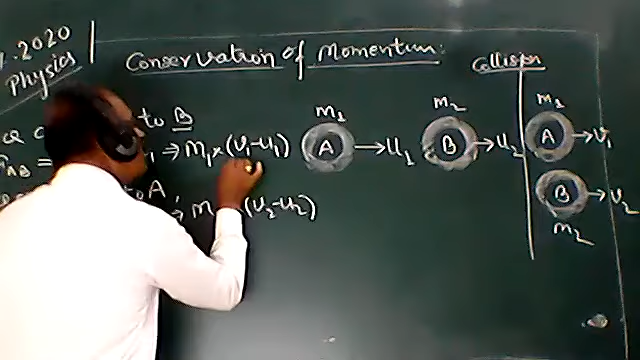 .2020
Physics
Conservation of Momentum:
Collision
to B
→ m₁×(v₁-u₁)
to A
→ m (v₂-u₂)
m₁
A → u₁
m₂
B → u₂
m₁
A → v₁
B → v₂
m₂